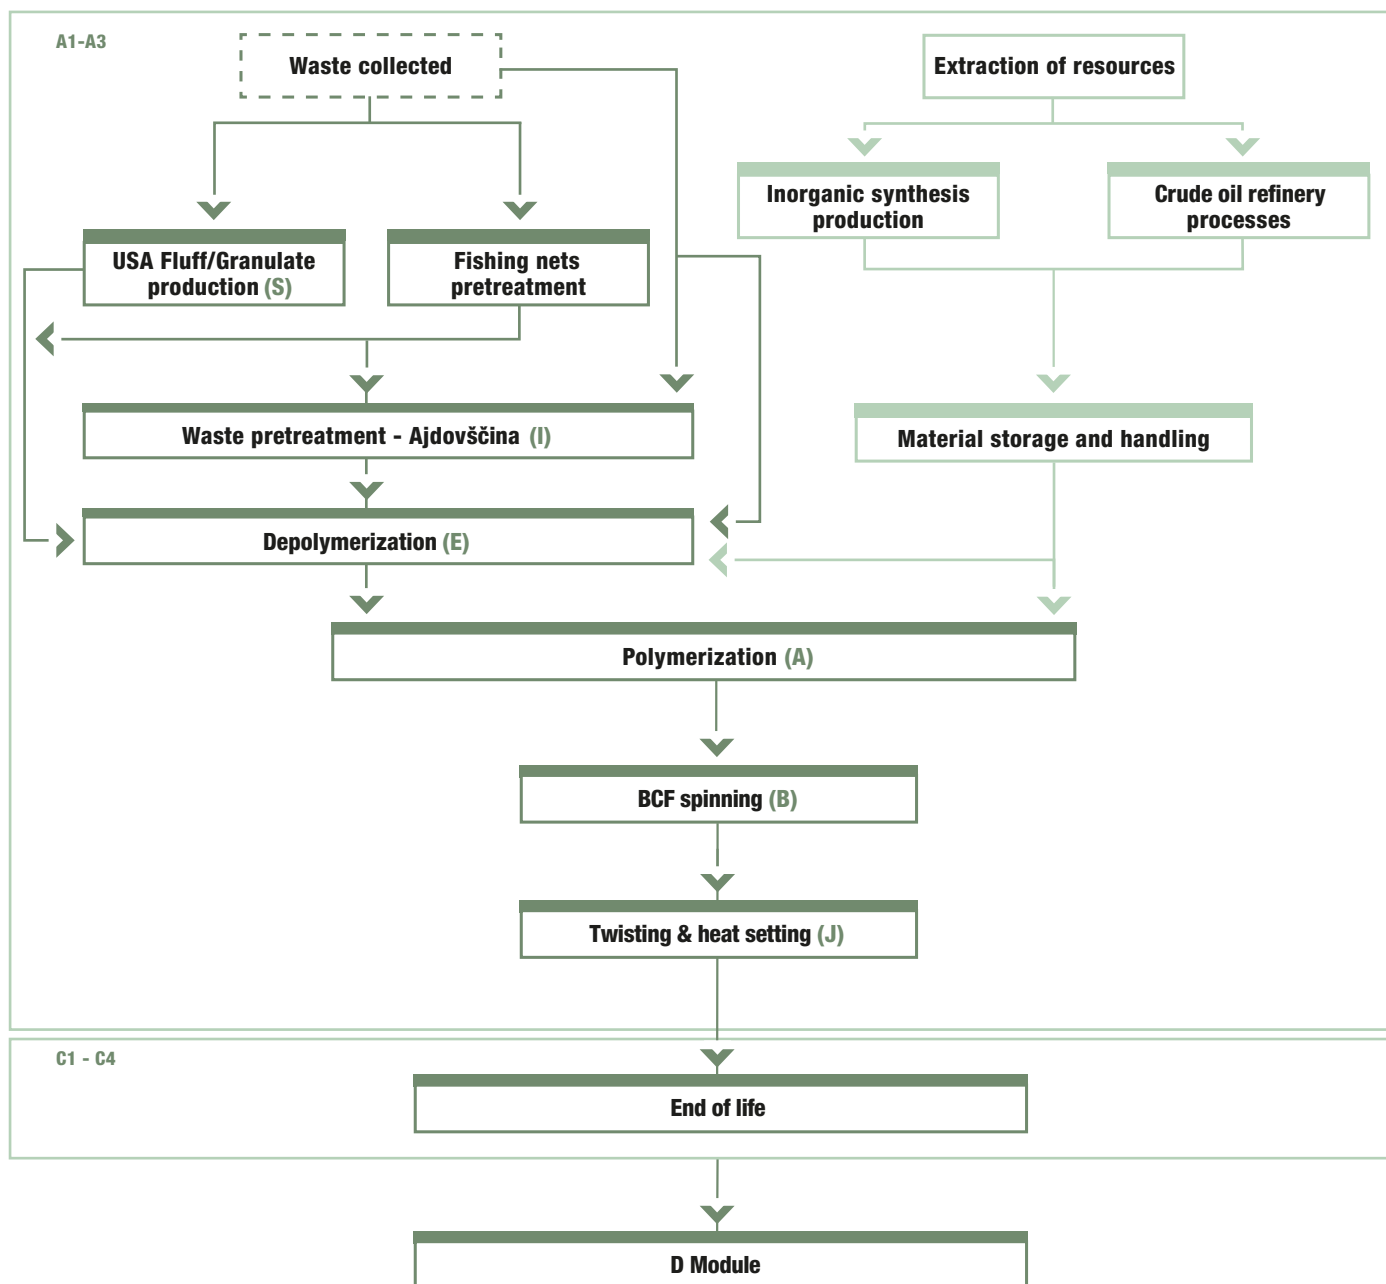 A1-A3
Waste collected
Extraction of resources
Inorganic synthesis
production
Crude oil refinery
processes
USA Fluff/Granulate
production (S)
Fishing nets
pretreatment
Waste pretreatment - Ajdovščina (I)
Material storage and handling
Depolymerization (E)
Polymerization (A)
BCF spinning (B)
Twisting & heat setting (J)
C1 - C4
End of life
D Module